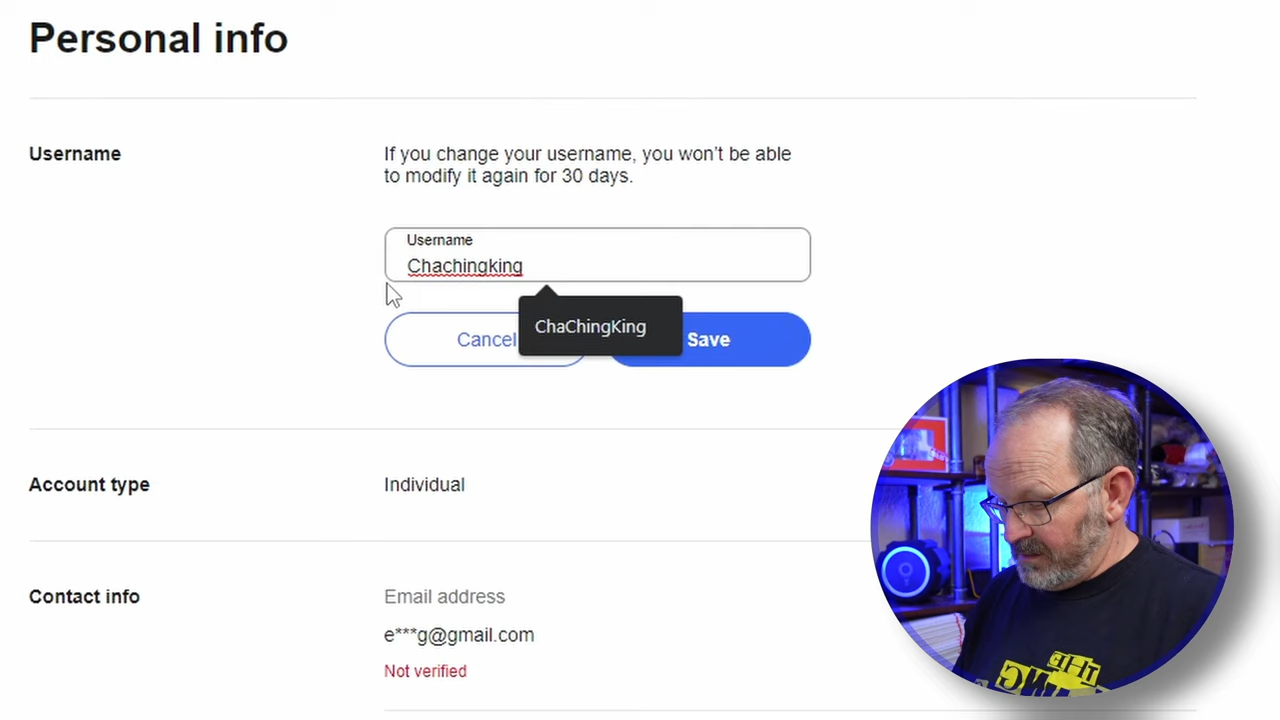 Personal info
Username
If you change your username, you won't be able
to modify it again for 30 days.
Username
Chachingking
ChaChingKing
Cancel
Save
Account type
Individual
Contact info
Email address
e***g@gmail.com
Not verified